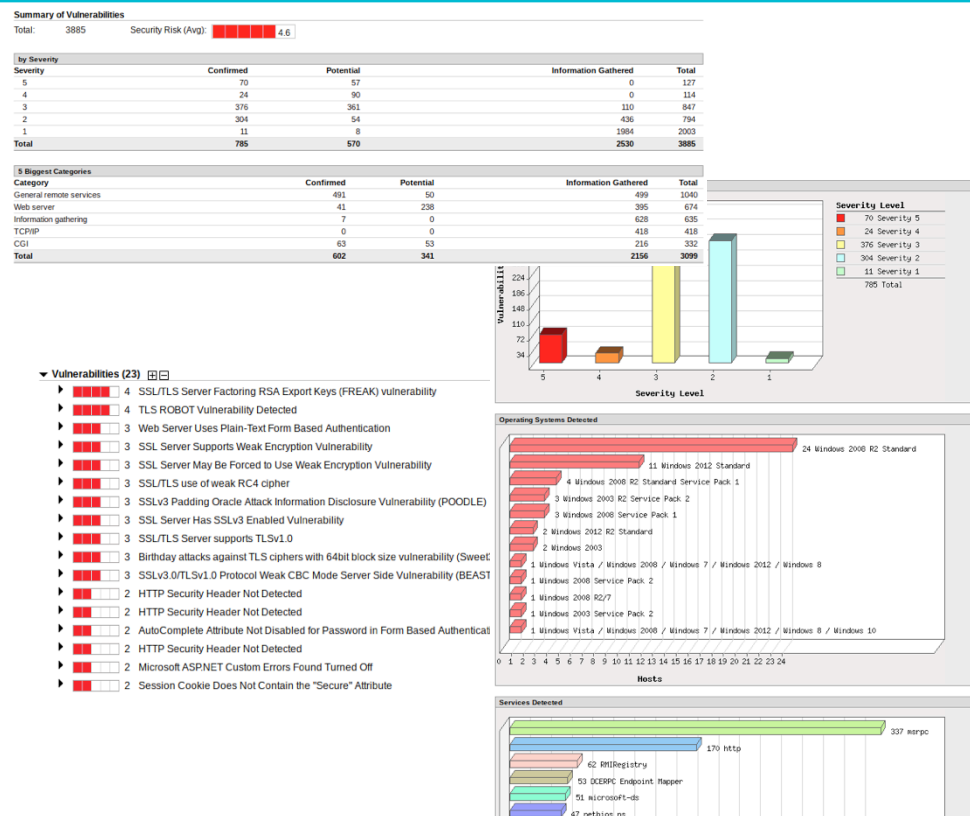 Summary of Vulnerabilities
Total: 3885 Security Risk (Avg): 4.6
by Severity
Severity Confirmed Potential Information Gathered Total
5 70 57 0 127
4 24 90 0 114
3 376 361 110 847
2 304 54 436 794
1 11 8 1984 2003
Total 785 570 2530 3885
5 Biggest Categories
Category Confirmed Potential Information Gathered Total
General remote services 491 50 499 1040
Web server 41 238 395 674
Information gathering 7 0 628 635
TCP/IP 0 0 418 418
CGI 63 53 216 332
Total 602 341 2156 3099
Severity Level
70 Severity 5
24 Severity 4
376 Severity 3
304 Severity 2
11 Severity 1
785 Total
Vulnerabilit
224
186
148
110
72
34
5 4 3 2 1
Severity Level
Vulnerabilities (23)
4 SSL/TLS Server Factoring RSA Export Keys (FREAK) vulnerability
4 TLS ROBOT Vulnerability Detected
3 Web Server Uses Plain-Text Form Based Authentication
3 SSL Server Supports Weak Encryption Vulnerability
3 SSL Server May Be Forced to Use Weak Encryption Vulnerability
3 SSL/TLS use of weak RC4 cipher
3 SSLv3 Padding Oracle Attack Information Disclosure Vulnerability (POODLE)
3 SSL Server Has SSLv3 Enabled Vulnerability
3 SSL/TLS Server supports TLSv1.0
3 Birthday attacks against TLS ciphers with 64bit block size vulnerability (Sweet
3 SSLv3.0/TLSv1.0 Protocol Weak CBC Mode Server Side Vulnerability (BEAST
2 HTTP Security Header Not Detected
2 HTTP Security Header Not Detected
2 AutoComplete Attribute Not Disabled for Password in Form Based Authenticat
2 HTTP Security Header Not Detected
2 Microsoft ASP.NET Custom Errors Found Turned Off
2 Session Cookie Does Not Contain the "Secure" Attribute
Operating Systems Detected
24 Windows 2008 R2 Standard
11 Windows 2012 Standard
4 Windows 2008 R2 Standard Service Pack 1
3 Windows 2003 R2 Service Pack 2
3 Windows 2008 Service Pack 1
2 Windows 2012 R2 Standard
2 Windows 2003
1 Windows Vista / Windows 2008 / Windows 7 / Windows 2012 / Windows 8
1 Windows 2008 Service Pack 2
1 Windows 2008 R2/7
1 Windows 2003 Service Pack 2
1 Windows Vista / Windows 2008 / Windows 7 / Windows 2012 / Windows 8 / Windows 10
0 1 2 3 4 5 6 7 8 9 10 11 12 13 14 15 16 17 18 19 20 21 22 23 24
Hosts
Services Detected
337 msrpc
170 http
62 RMIRegistry
53 DCERPC Endpoint Mapper
51 microsoft-ds
47 netbios ns